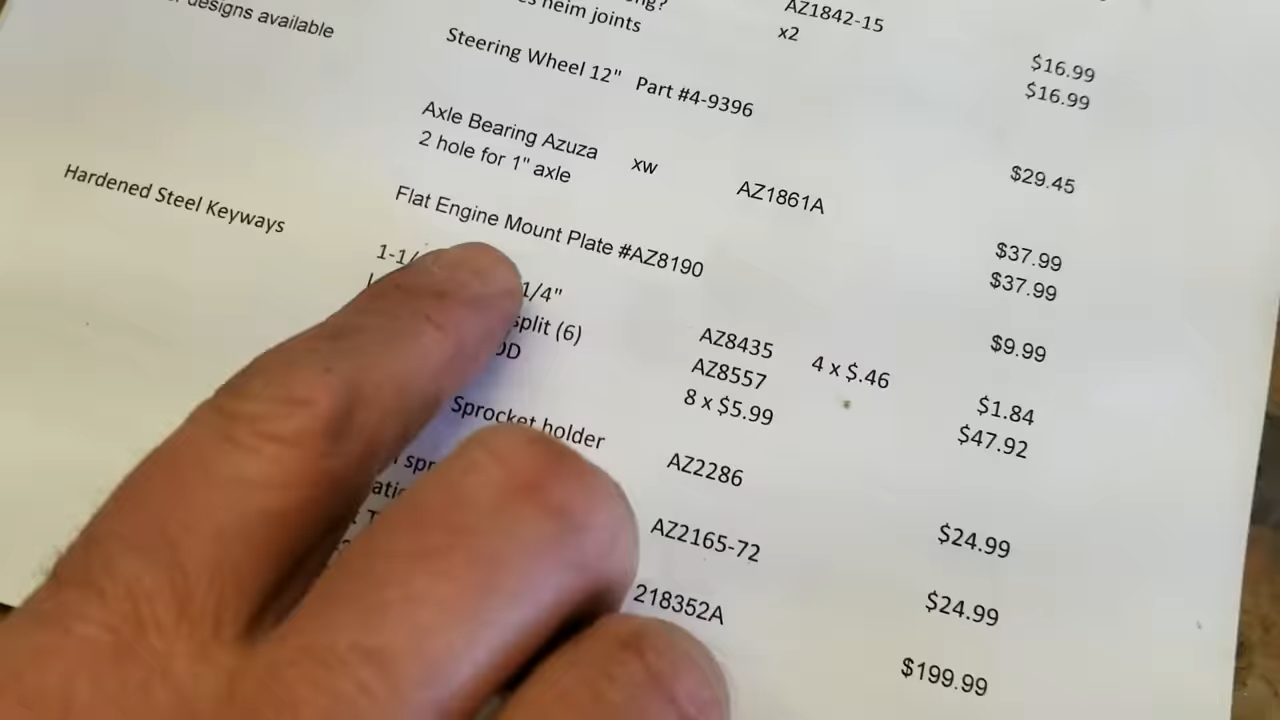 designs available
heim joints
AZ1842-15
x2
$16.99
$16.99
Steering Wheel 12" Part #4-9396
$29.45
Axle Bearing Azuza xw
2 hole for 1" axle
AZ1861A
$37.99
$37.99
Hardened Steel Keyways
Flat Engine Mount Plate #AZ8190
$9.99
1/4"
split (6)
AZ8435 4 x $.46
$1.84
AZ8557
8 x $5.99
$47.92
Sprocket holder
AZ2286
$24.99
AZ2165-72
$24.99
218352A
$199.99